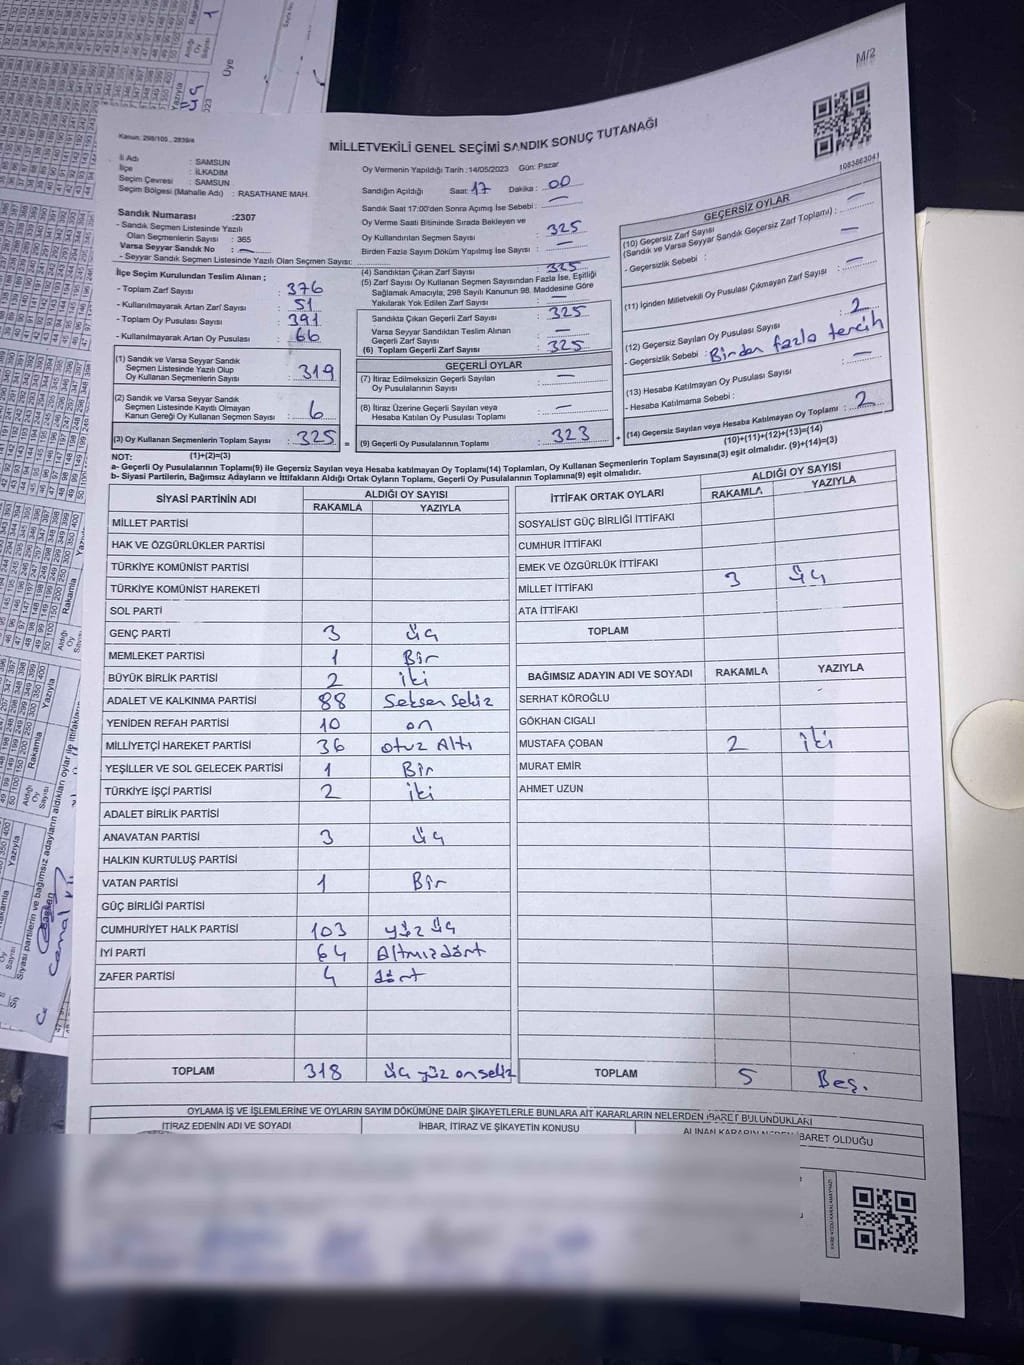 M/2
Kanun: 298/105 , 2839/4
MİLLETVEKİLİ GENEL SEÇİMİ SANDIK SONUÇ TUTANAĞI
1083863041
İl Adı : SAMSUN
İlçe : İLKADIM
Seçim Çevresi : SAMSUN
Seçim Bölgesi (Mahalle Adı) : RASATHANE MAH.
Sandık Numarası :2307
- Sandık Seçmen Listesinde Yazılı
Olan Seçmenlerin Sayısı : 365
Varsa Seyyar Sandık No : —
- Seyyar Sandık Seçmen Listesinde Yazılı Olan Seçmen Sayısı:
Oy Vermenin Yapıldığı Tarih :14/05/2023 Gün: Pazar
Sandığın Açıldığı Saat: 17 Dakika : 00
Sandık Saat 17:00'den Sonra Açımış İse Sebebi : —
Oy Verme Saati Bitiminde Sırada Bekleyen ve
Oy Kullandırılan Seçmen Sayısı : 325
Birden Fazla Sayım Döküm Yapılmış İse Sayısı : —
İlçe Seçim Kurulundan Teslim Alınan ;
- Toplam Zarf Sayısı : 376
- Kullanılmayarak Artan Zarf Sayısı : 51
- Toplam Oy Pusulası Sayısı : 391
- Kullanılmayarak Artan Oy Pusulası : 66
(1) Sandık ve Varsa Seyyar Sandık
Seçmen Listesinde Yazılı Olup
Oy Kullanan Seçmenlerin Sayısı : 319
(2) Sandık ve Varsa Seyyar Sandık
Seçmen Listesinde Kayıtlı Olmayan
Kanun Gereği Oy Kullanan Seçmen Sayısı : 6
(3) Oy Kullanan Seçmenlerin Toplam Sayısı : 325 =
(4) Sandıktan Çıkan Zarf Sayısı : 325
(5) Zarf Sayısı Oy Kullanan Seçmen Sayısından Fazla İse, Eşitliği
Sağlamak Amacıyla, 298 Sayılı Kanunun 98. Maddesine Göre
Yakılarak Yok Edilen Zarf Sayısı : —
Sandıkta Çıkan Geçerli Zarf Sayısı : 325
Varsa Seyyar Sandıktan Teslim Alınan
Geçerli Zarf Sayısı : —
(6) Toplam Geçerli Zarf Sayısı : 325
GEÇERLİ OYLAR
(7) İtiraz Edilmeksizin Geçerli Sayılan
Oy Pusulalarının Sayısı : —
(8) İtiraz Üzerine Geçerli Sayılan veya
Hesaba Katılan Oy Pusulası Toplamı : —
(9) Geçerli Oy Pusulalarının Toplamı : 323 +
GEÇERSİZ OYLAR
(10) Geçersiz Zarf Sayısı
(Sandık ve Varsa Seyyar Sandık Geçersiz Zarf Toplamı) : —
- Geçersizlik Sebebi : —
(11) İçinden Milletvekili Oy Pusulası Çıkmayan Zarf Sayısı : —
(12) Geçersiz Sayılan Oy Pusulası Sayısı : 2
- Geçersizlik Sebebi : Birden fazla tercih
(13) Hesaba Katılmayan Oy Pusulası Sayısı : —
- Hesaba Katılmama Sebebi :
(14) Geçersiz Sayılan veya Hesaba Katılmayan Oy Toplamı : 2
NOT: (1)+(2)=(3)
(10)+(11)+(12)+(13)=(14)
a- Geçerli Oy Pusulasının Toplamı(9) ile Geçersiz Sayılan veya Hesaba katılmayan Oy Toplamı(14) Toplamları, Oy Kullanan Seçmenlerin Toplam Sayısına(3) eşit olmalıdır. (9)+(14)=(3)
b- Siyasi Partilerin, Bağımsız Adayların ve İttifakların Aldığı Ortak Oyların Toplamı, Geçerli Oy Pusulalarının Toplamına(9) eşit olmalıdır.
SİYASİ PARTİNİN ADI ALDIĞI OY SAYISI
RAKAMLA YAZIYLA
MİLLET PARTİSİ
HAK VE ÖZGÜRLÜKLER PARTİSİ
TÜRKİYE KOMÜNİST PARTİSİ
TÜRKİYE KOMÜNİST HAREKETİ
SOL PARTİ
GENÇ PARTİ 3 üç
MEMLEKET PARTİSİ 1 Bir
BÜYÜK BİRLİK PARTİSİ 2 iki
ADALET VE KALKINMA PARTİSİ 88 Seksen Sekiz
YENİDEN REFAH PARTİSİ 10 on
MİLLİYETÇİ HAREKET PARTİSİ 36 otuz Altı
YEŞİLLER VE SOL GELECEK PARTİSİ 1 Bir
TÜRKİYE İŞÇİ PARTİSİ 2 iki
ADALET BİRLİK PARTİSİ
ANAVATAN PARTİSİ 3 üç
HALKIN KURTULUŞ PARTİSİ
VATAN PARTİSİ 1 Bir
GÜÇ BİRLİĞİ PARTİSİ
CUMHURİYET HALK PARTİSİ 103 yüz üç
İYİ PARTİ 64 Altmışdört
ZAFER PARTİSİ 4 dört
TOPLAM 318 üç yüz onsekiz
İTTİFAK ORTAK OYLARI ALDIĞI OY SAYISI
RAKAMLA YAZIYLA
SOSYALİST GÜÇ BİRLİĞİ İTTİFAKI
CUMHUR İTTİFAKI
EMEK VE ÖZGÜRLÜK İTTİFAKI
MİLLET İTTİFAKI 3 üç
ATA İTTİFAKI
TOPLAM
BAĞIMSIZ ADAYIN ADI VE SOYADI RAKAMLA YAZIYLA
SERHAT KÖROĞLU
GÖKHAN CIGALI
MUSTAFA ÇOBAN 2 iki
MURAT EMİR
AHMET UZUN
TOPLAM 5 Beş.
OYLAMA İŞ VE İŞLEMLERİNE VE OYLARIN SAYIM DÖKÜMÜNE DAİR ŞİKAYETLERLE BUNLARA AİT KARARLARIN NELERDEN İBARET BULUNDUKLARI
İTİRAZ EDENİN ADI VE SOYADI İHBAR, İTİRAZ VE ŞİKAYETİN KONUSU ALINAN KARARIN NEDEN İBARET OLDUĞU